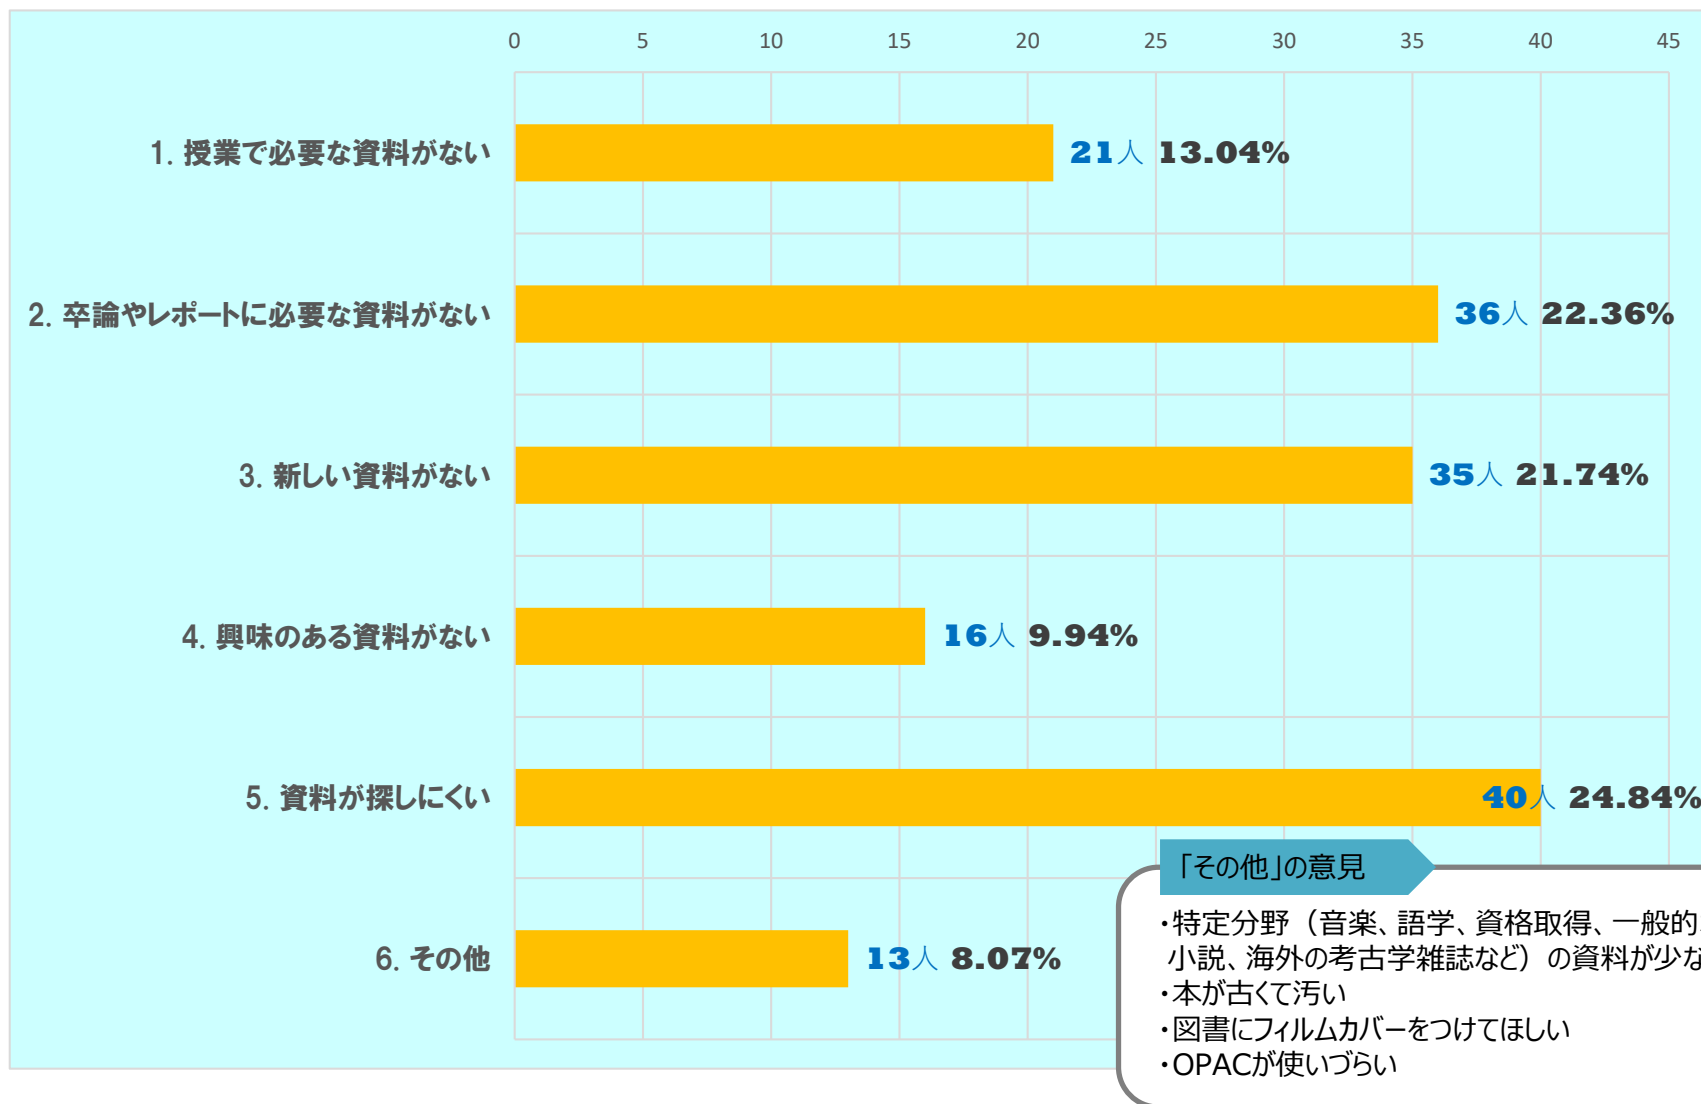 0 5 10 15 20 25 30 35 40 45
1. 授業で必要な資料がない 21人 13.04%
2. 卒論やレポートに必要な資料がない 36人 22.36%
3. 新しい資料がない 35人 21.74%
4. 興味のある資料がない 16人 9.94%
5. 資料が探しにくい 40人 24.84%
6. その他 13人 8.07%
「その他」の意見
・特定分野（音楽、語学、資格取得、一般的
小説、海外の考古学雑誌など）の資料が少な
・本が古くて汚い
・図書にフィルムカバーをつけてほしい
・OPACが使いづらい